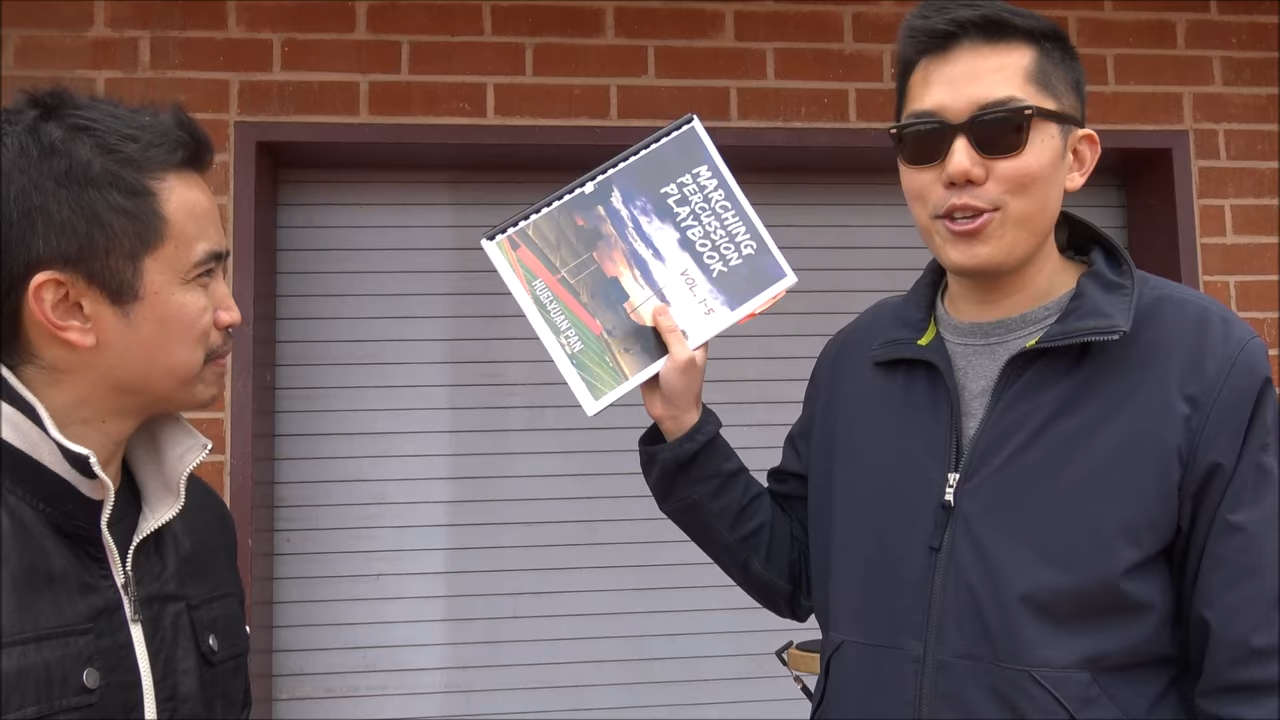 MARCHING
PERCUSSION
PLAYBOOK
VOL. 1-5
HUEI-YUAN PAN